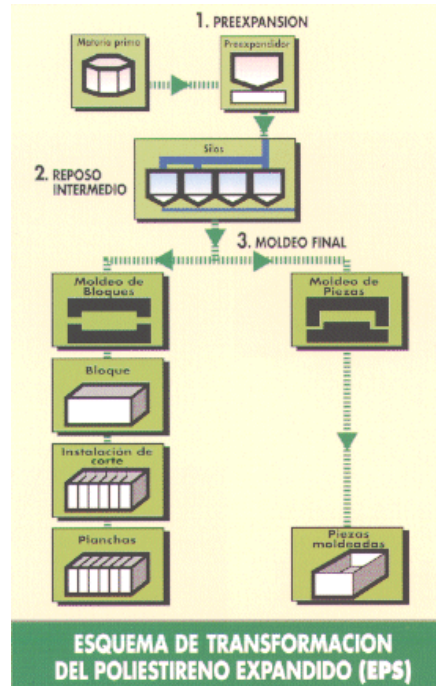 1. PREEXPANSION
Materia prima
Preexpandidor
Silos
2. REPOSO
INTERMEDIO
3. MOLDEO FINAL
Moldeo de
Bloques
Moldeo de
Piezas
Bloque
Instalación de
corte
Planchas
Piezas
moldeadas
ESQUEMA DE TRANSFORMACION
DEL POLIESTIRENO EXPANDIDO (EPS)